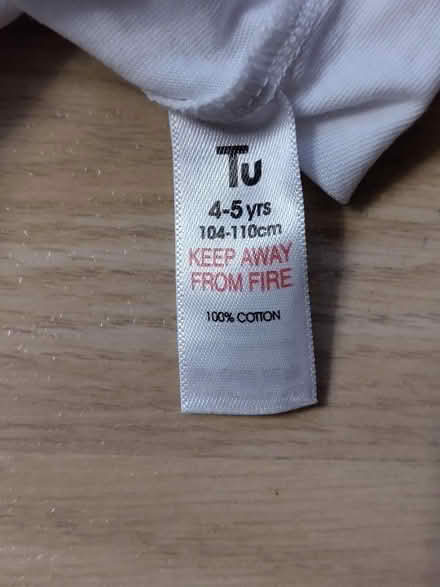 Tu
4-5 yrs
104-110cm
KEEP AWAY
FROM FIRE
100% COTTON